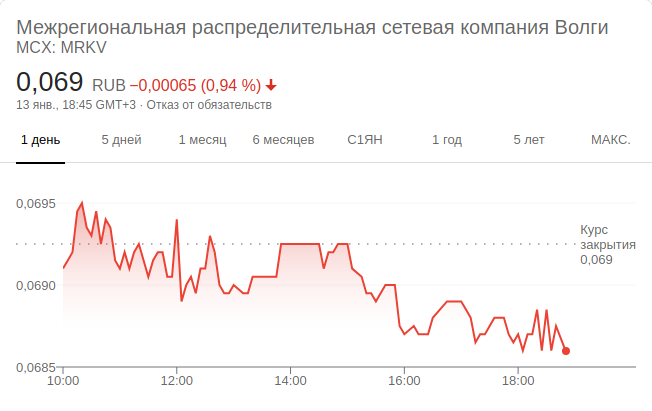 Межрегиональная распределительная сетевая компания Волги
MCX: MRKV
0,069 RUB −0,00065 (0,94 %)
13 янв., 18:45 GMT+3 · Отказ от обязательств
1 день 5 дней 1 месяц 6 месяцев С1ЯН 1 год 5 лет МАКС.
0,0695
Курс
закрытия
0,069
0,0690
0,0685
10:00 12:00 14:00 16:00 18:00